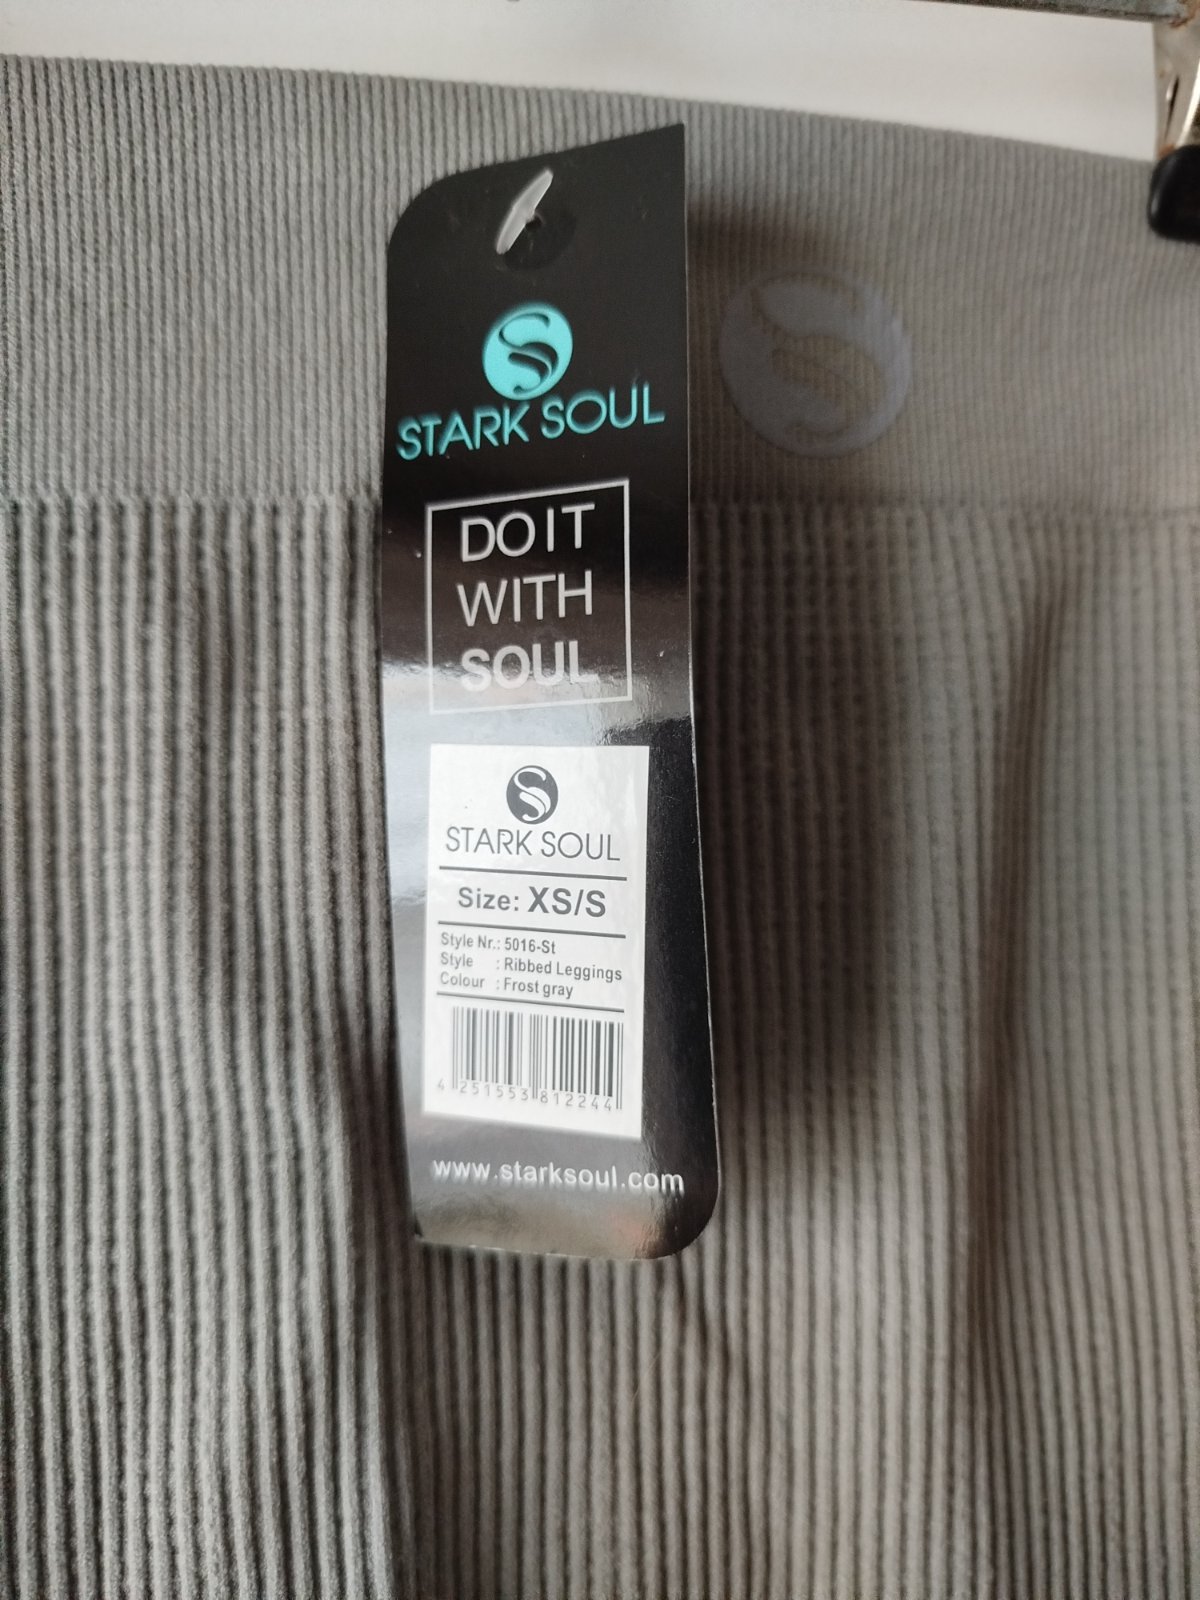 STARK SOUL
DO IT
WITH
SOUL
STARK SOUL
Size: XS/S
Style Nr.: 5016-St
Style : Ribbed Leggings
Colour : Frost gray
4 251553 812244
www.starksoul.com